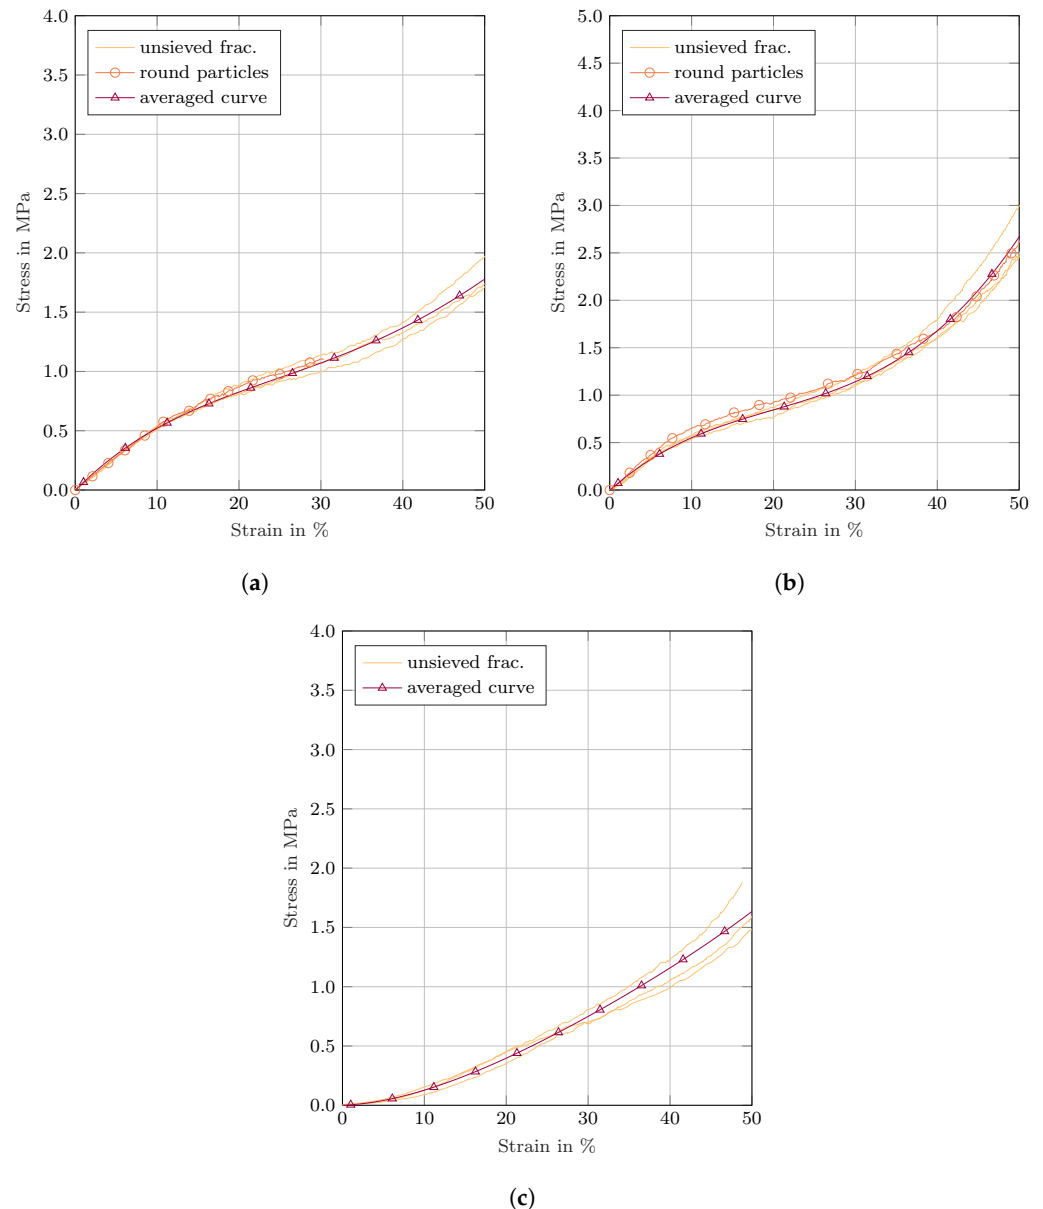 4.0
3.5
3.0
2.5
2.0
1.5
1.0
0.5
0.0
0 10 20 30 40 50
Stress in MPa
Strain in %
unsieved frac.
round particles
averaged curve
(a)
5.0
4.5
4.0
3.5
3.0
2.5
2.0
1.5
1.0
0.5
0.0
0 10 20 30 40 50
Stress in MPa
Strain in %
unsieved frac.
round particles
averaged curve
(b)
4.0
3.5
3.0
2.5
2.0
1.5
1.0
0.5
0.0
0 10 20 30 40 50
Stress in MPa
Strain in %
unsieved frac.
averaged curve
(c)